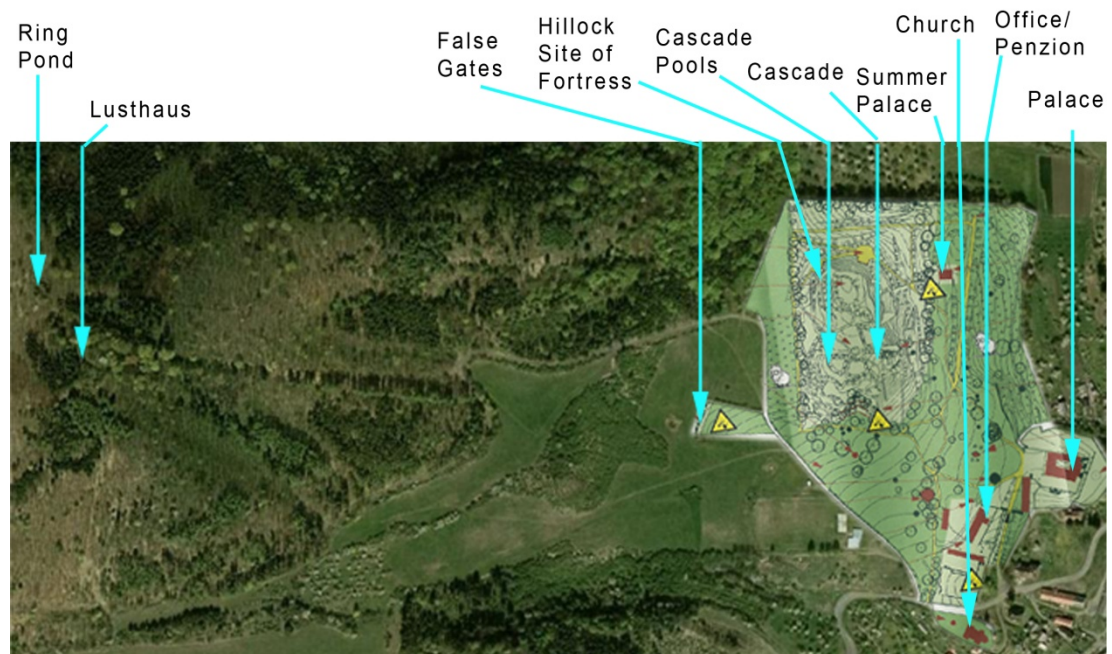 Ring
Pond
Lusthaus
False
Gates
Hillock
Site of
Fortress
Cascade
Pools
Cascade
Summer
Palace
Church
Office/
Penzion
Palace